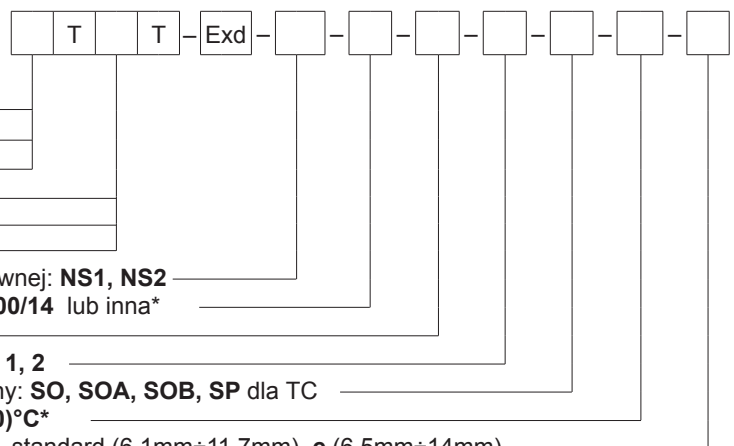 T T – Exd – – – – – – –
wnej: NS1, NS2
00/14 lub inna*
1, 2
ny: SO, SOA, SOB, SP dla TC
0)°C*
standard (6,1mm÷11,7mm), e (6,5mm÷14mm)